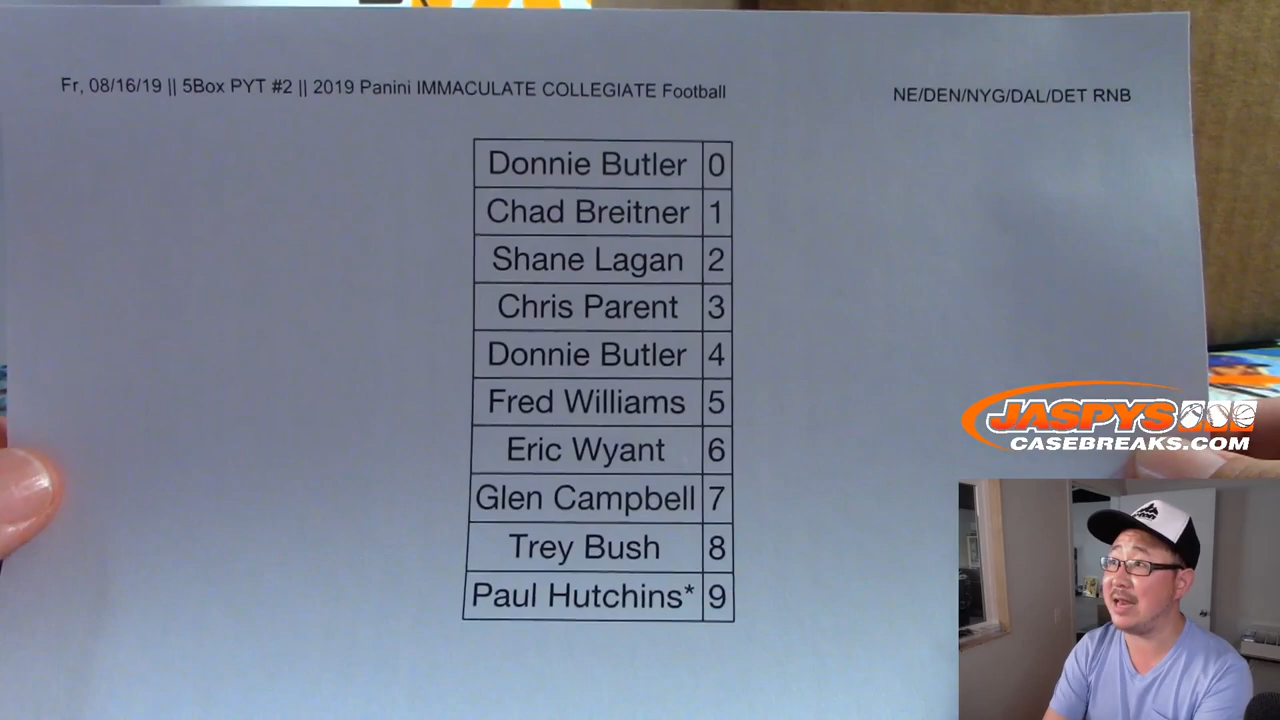 Fr, 08/16/19 || 5Box PYT #2 || 2019 Panini IMMACULATE COLLEGIATE Football
NE/DEN/NYG/DAL/DET RNB
Donnie Butler 0
Chad Breitner 1
Shane Lagan 2
Chris Parent 3
Donnie Butler 4
Fred Williams 5
Eric Wyant 6
Glen Campbell 7
Trey Bush 8
Paul Hutchins* 9
JASPYS
CASEBREAKS.COM